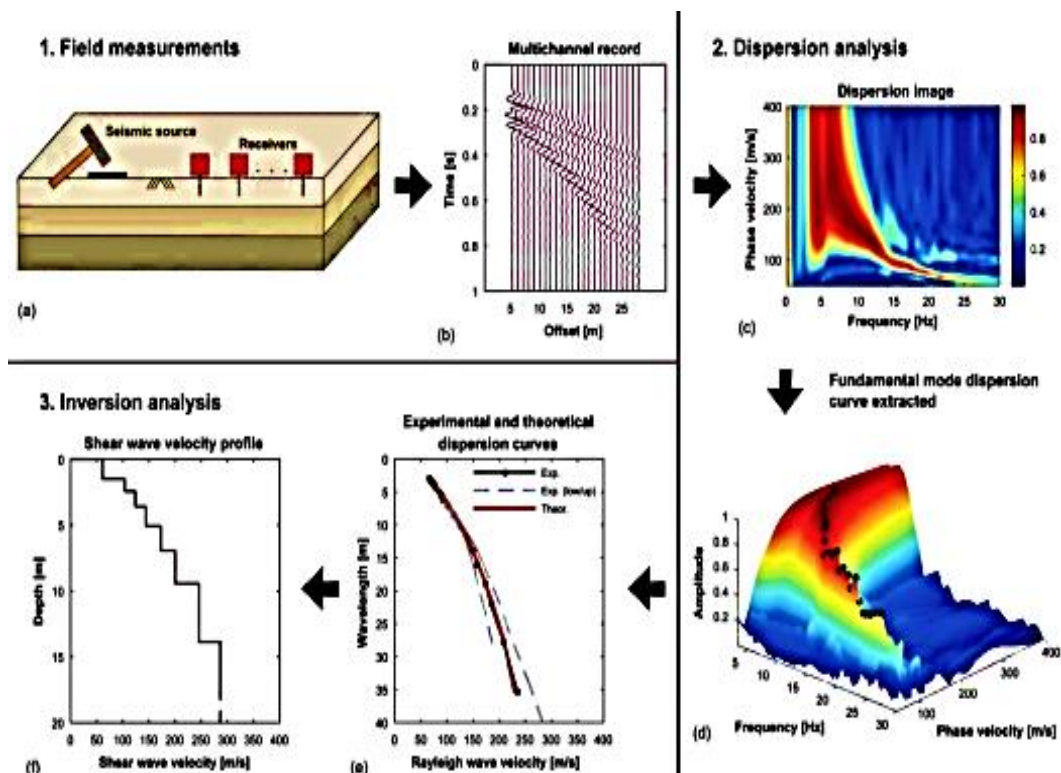 1. Field measurements
Seismic source
Receivers
(a)
Multichannel record
0
0.2
0.4
0.6
0.8
1
Time [s]
5 10 15 20 25
Offset [m]
(b)
2. Dispersion analysis
Dispersion image
400
300
200
100
Phase velocity [m/s]
0 5 10 15 20 25 30
Frequency [Hz]
0.8
0.6
0.4
0.2
(c)
Fundamental mode dispersion
curve extracted
1
0.8
0.6
0.4
0.2
Amplitude
5 10 15 20 25 30
Frequency [Hz]
100 200 300 400
Phase velocity [m/s]
(d)
3. Inversion analysis
Experimental and theoretical
dispersion curves
Exp.
Exp. (low/up)
Theor.
0
5
10
15
20
25
30
35
40
Wavelength [m]
0 50 100 150 200 250 300 350 400
Rayleigh wave velocity [m/s]
(e)
Shear wave velocity profile
0
5
10
15
20
Depth [m]
0 50 100 150 200 250 300 350 400
Shear wave velocity [m/s]
(f)